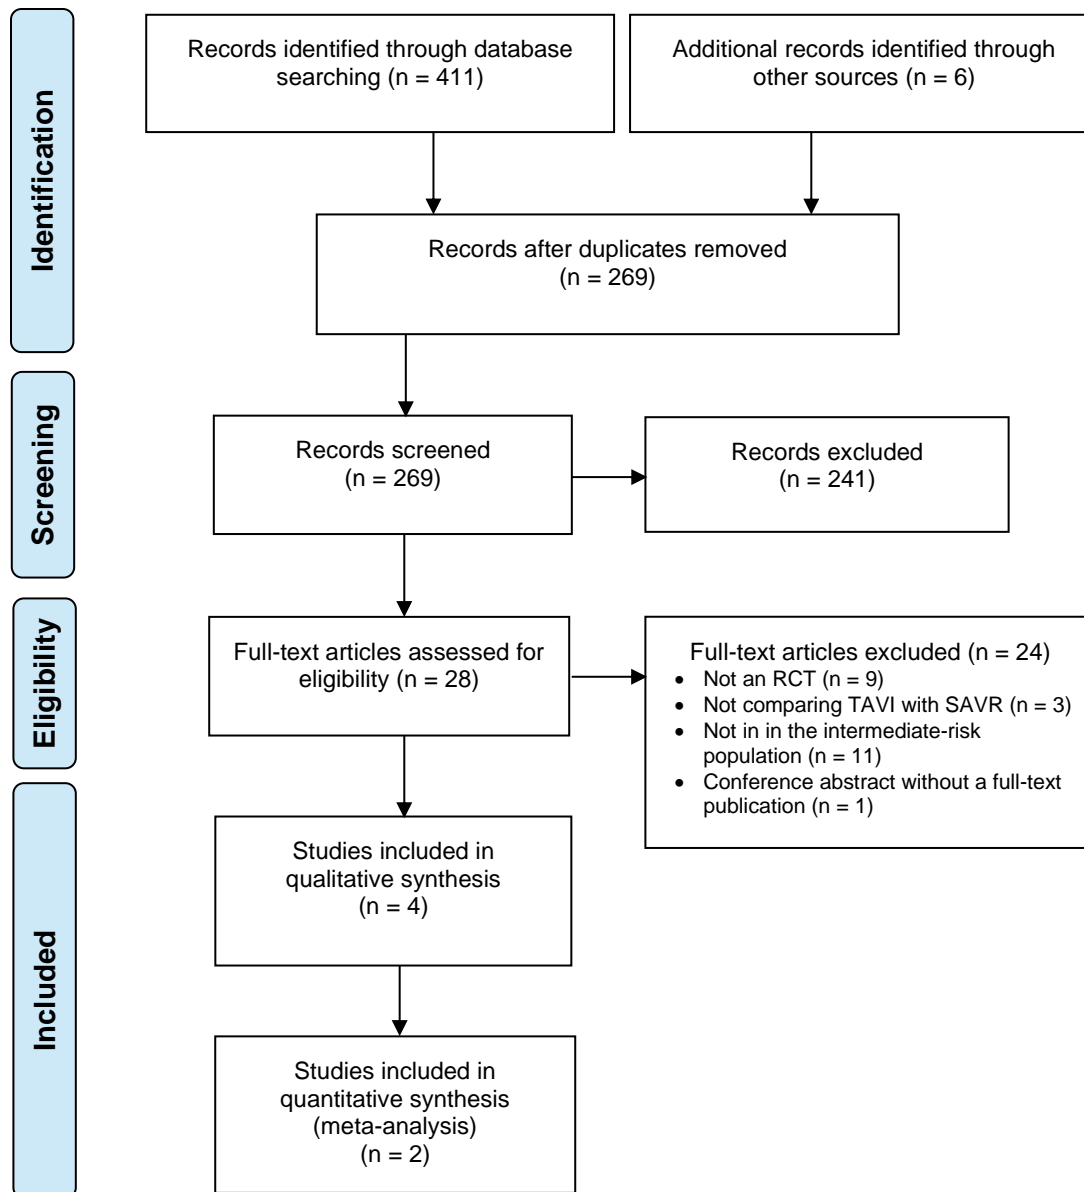 Identification
Records identified through database
searching (n = 411)
Additional records identified through
other sources (n = 6)
Records after duplicates removed
(n = 269)
Screening
Records screened
(n = 269)
Records excluded
(n = 241)
Eligibility
Full-text articles assessed for
eligibility (n = 28)
Full-text articles excluded (n = 24)
• Not an RCT (n = 9)
• Not comparing TAVI with SAVR (n = 3)
• Not in in the intermediate-risk
population (n = 11)
• Conference abstract without a full-text
publication (n = 1)
Included
Studies included in
qualitative synthesis
(n = 4)
Studies included in
quantitative synthesis
(meta-analysis)
(n = 2)